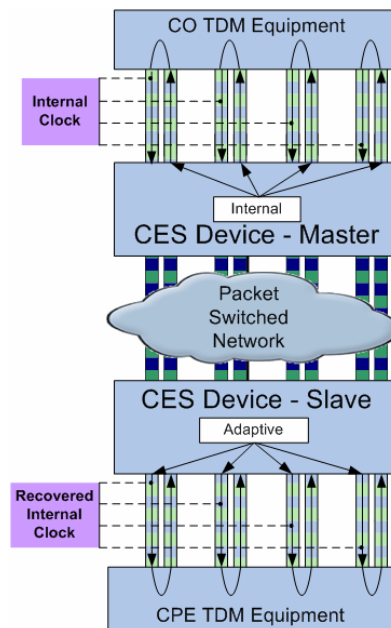 CO TDM Equipment
Internal
Clock
Internal
CES Device - Master
Packet
Switched
Network
CES Device - Slave
Adaptive
Recovered
Internal
Clock
CPE TDM Equipment